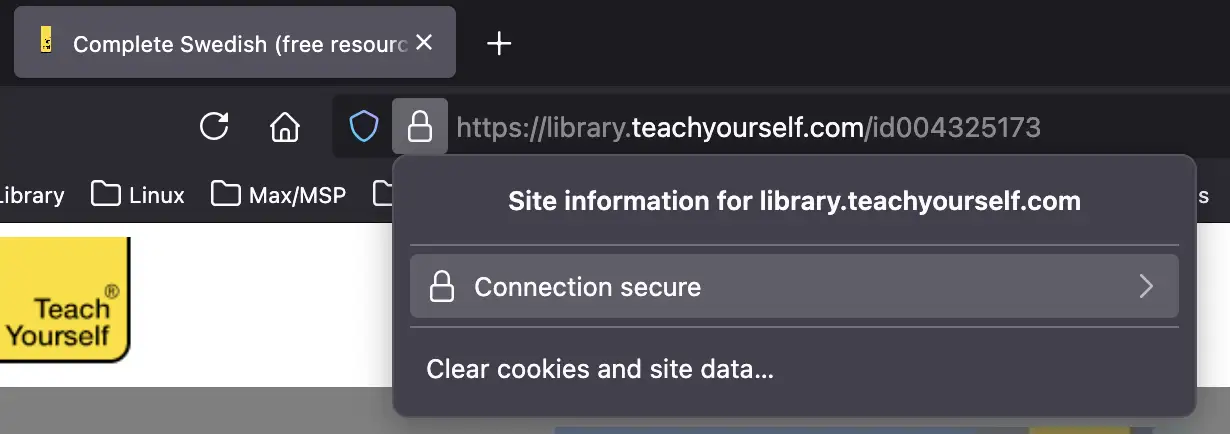 Complete Swedish (free resourc
https://library.teachyourself.com/id004325173
Library Linux Max/MSP s
Site information for library.teachyourself.com
Connection secure
Clear cookies and site data...
Teach®
Yourself